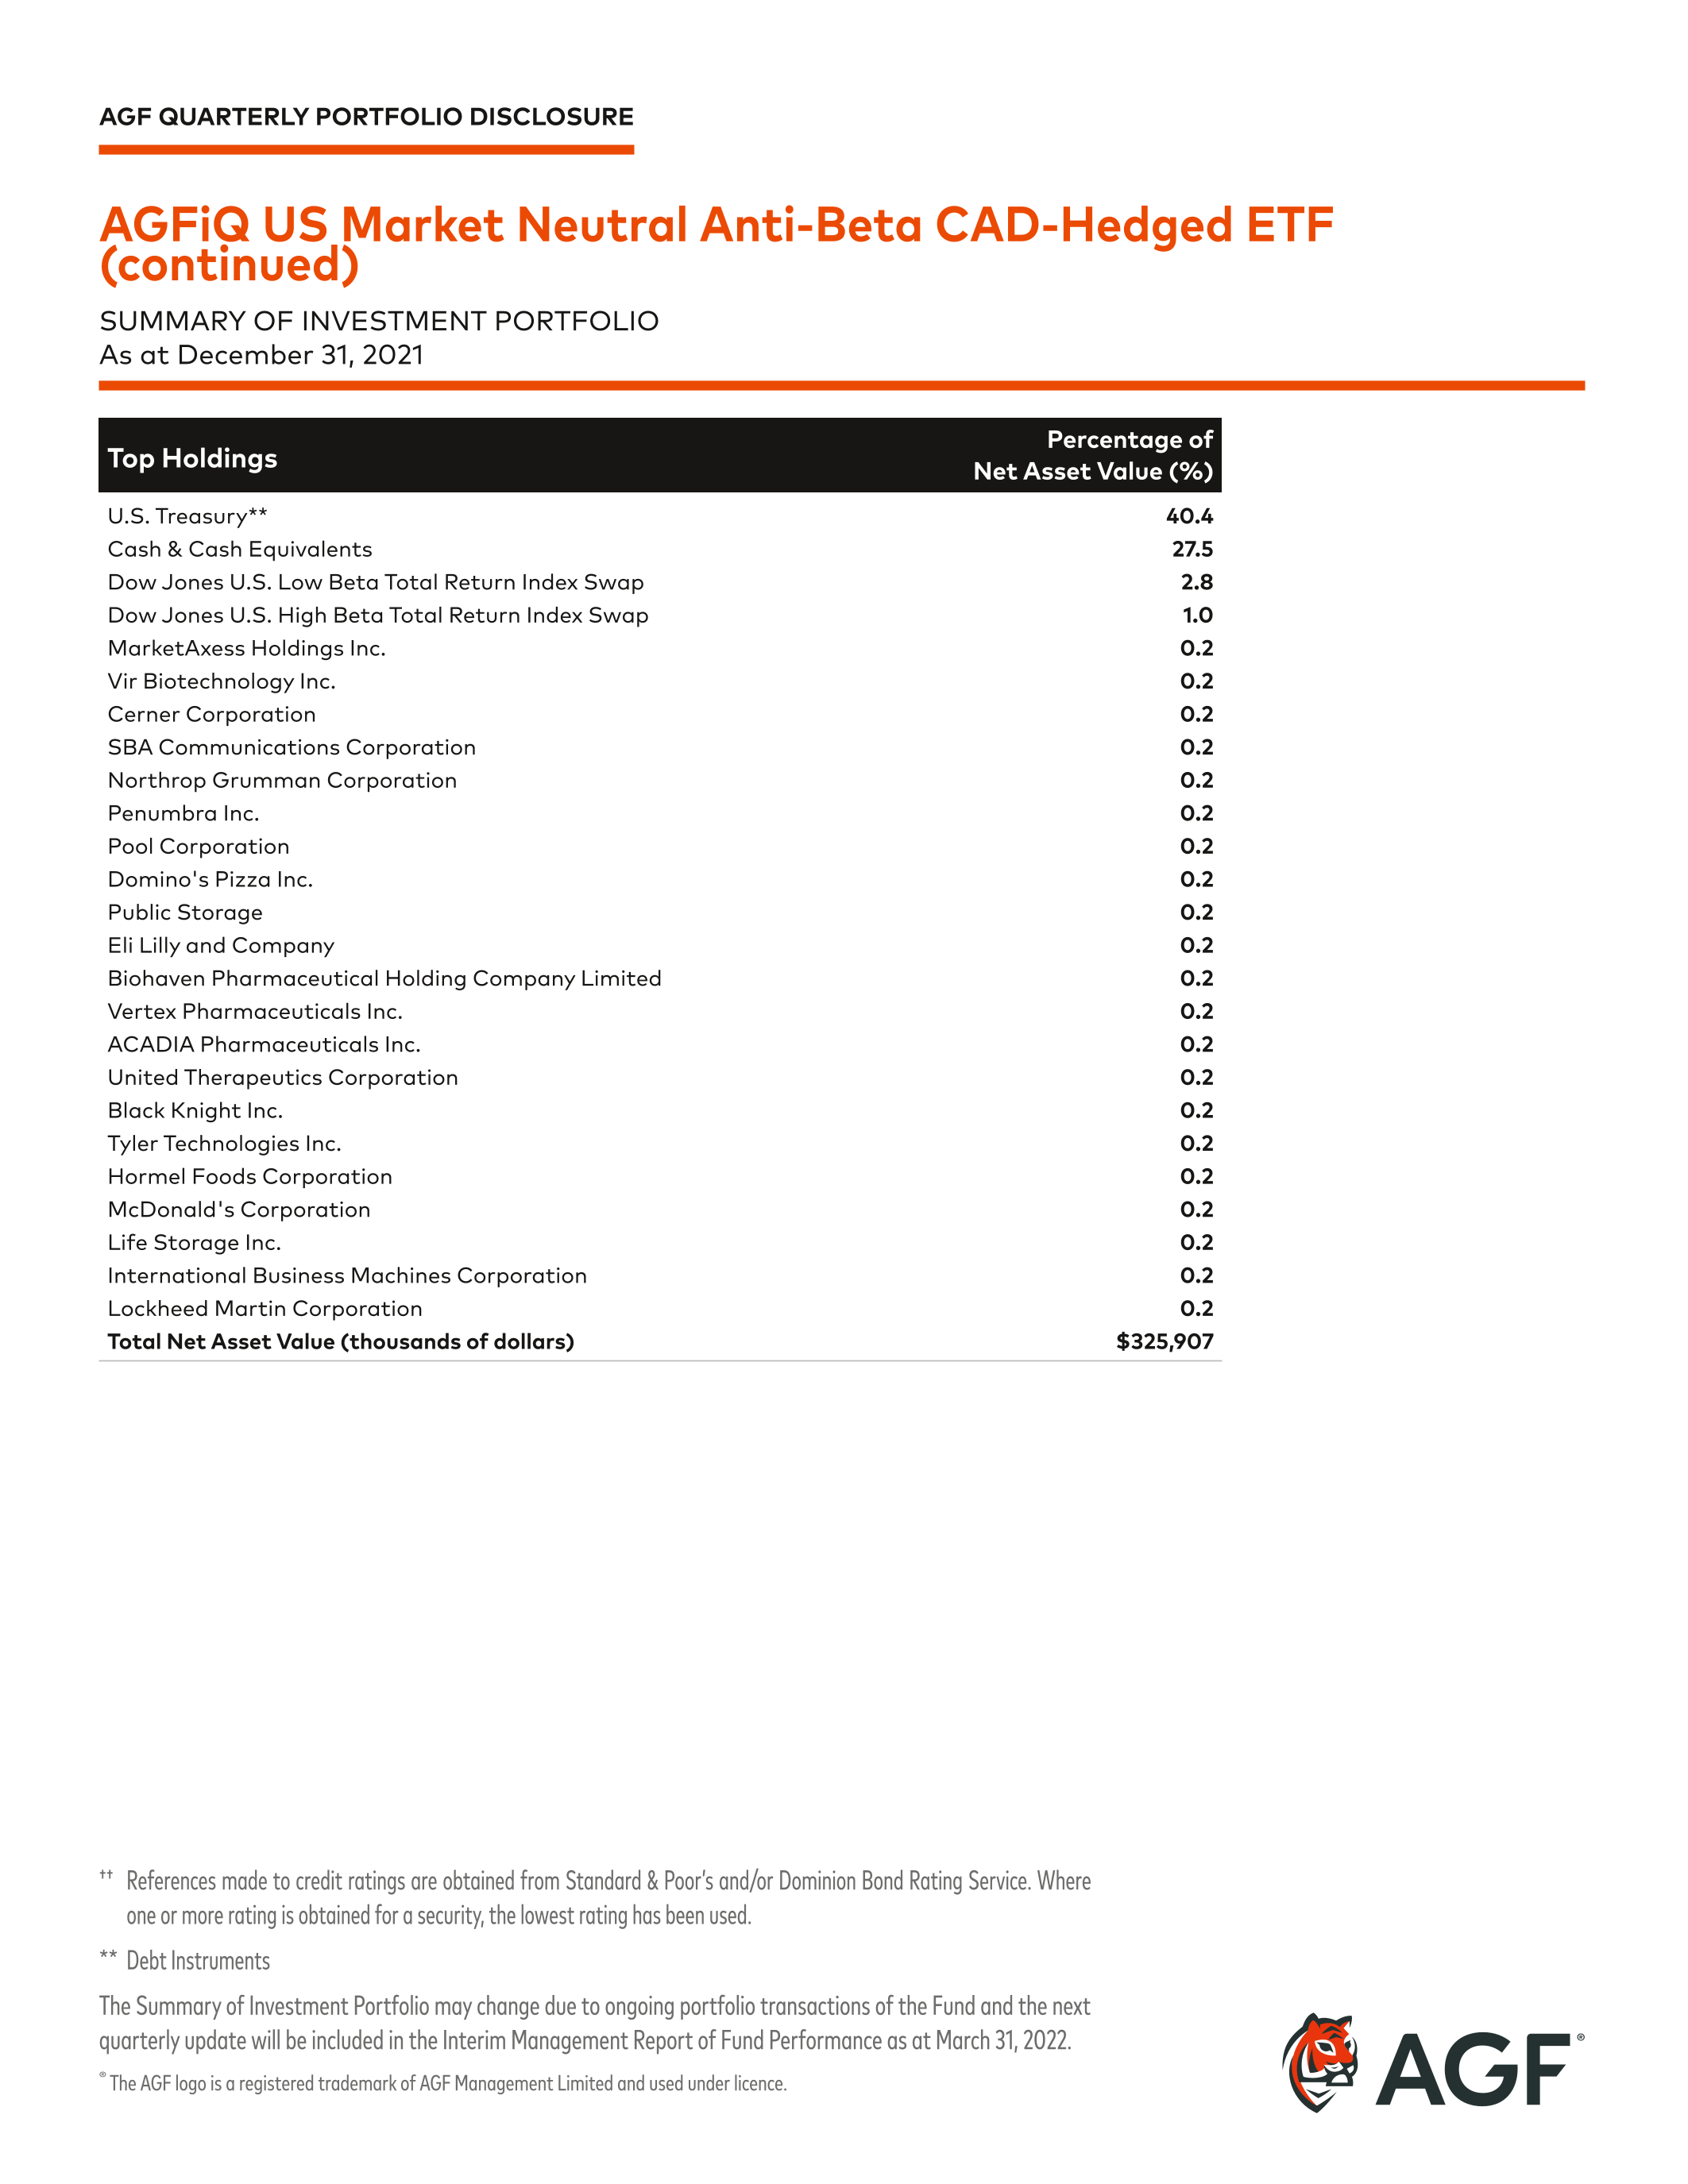 AGF QUARTERLY PORTFOLIO DISCLOSURE
AGFiQ US Market Neutral Anti-Beta CAD-Hedged ETF
(continued)
SUMMARY OF INVESTMENT PORTFOLIO
As at December 31, 2021
Top Holdings Percentage of Net Asset Value (%)
U.S. Treasury** 40.4
Cash & Cash Equivalents 27.5
Dow Jones U.S. Low Beta Total Return Index Swap 2.8
Dow Jones U.S. High Beta Total Return Index Swap 1.0
MarketAxess Holdings Inc. 0.2
Vir Biotechnology Inc. 0.2
Cerner Corporation 0.2
SBA Communications Corporation 0.2
Northrop Grumman Corporation 0.2
Penumbra Inc. 0.2
Pool Corporation 0.2
Domino's Pizza Inc. 0.2
Public Storage 0.2
Eli Lilly and Company 0.2
Biohaven Pharmaceutical Holding Company Limited 0.2
Vertex Pharmaceuticals Inc. 0.2
ACADIA Pharmaceuticals Inc. 0.2
United Therapeutics Corporation 0.2
Black Knight Inc. 0.2
Tyler Technologies Inc. 0.2
Hormel Foods Corporation 0.2
McDonald's Corporation 0.2
Life Storage Inc. 0.2
International Business Machines Corporation 0.2
Lockheed Martin Corporation 0.2
Total Net Asset Value (thousands of dollars) $325,907
†† References made to credit ratings are obtained from Standard & Poor’s and/or Dominion Bond Rating Service. Where
one or more rating is obtained for a security, the lowest rating has been used.
** Debt Instruments
The Summary of Investment Portfolio may change due to ongoing portfolio transactions of the Fund and the next
quarterly update will be included in the Interim Management Report of Fund Performance as at March 31, 2022.
® The AGF logo is a registered trademark of AGF Management Limited and used under licence.
AGF®